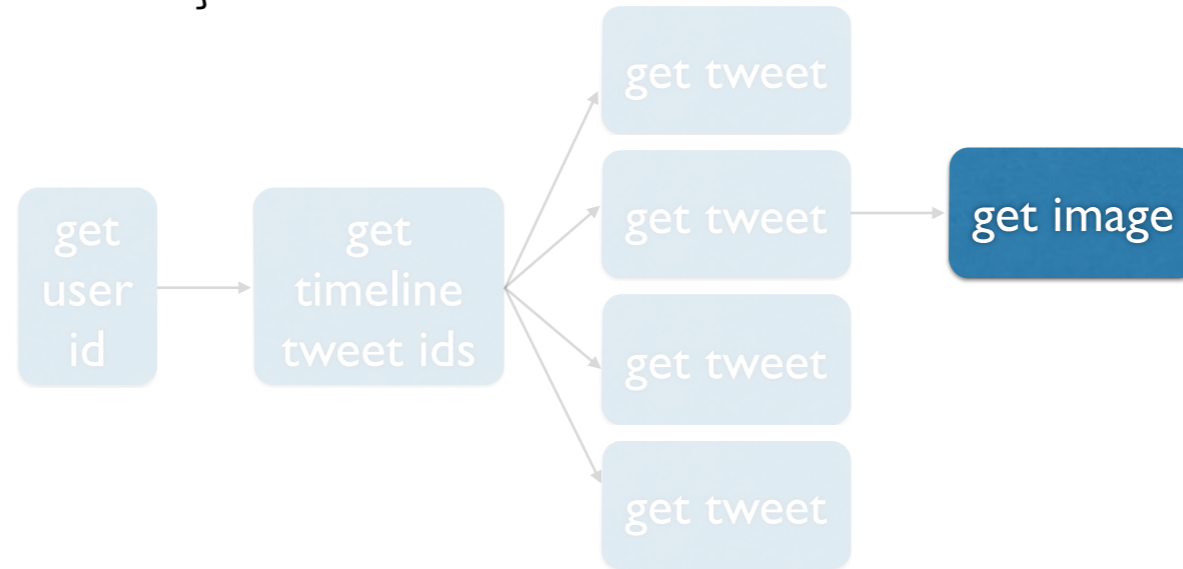 }
get tweet
get tweet
get image
get
user
id
get
timeline
tweet ids
get tweet
get tweet